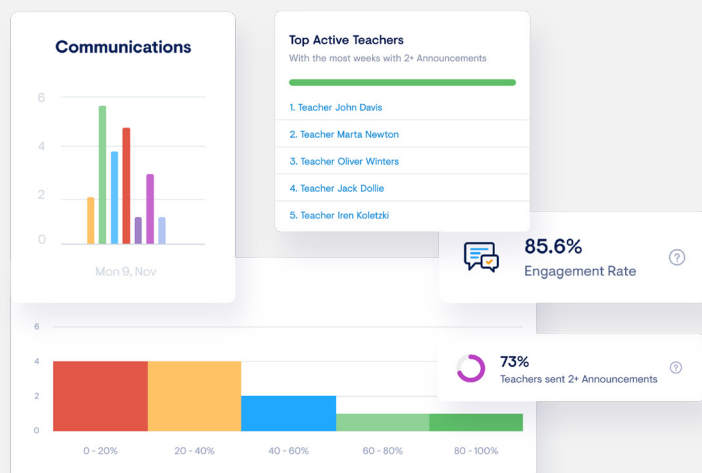 Communications
6
4
2
0
Mon 9, Nov
Top Active Teachers
With the most weeks with 2+ Announcements
1. Teacher John Davis
2. Teacher Marta Newton
3. Teacher Oliver Winters
4. Teacher Jack Dollie
5. Teacher Iren Koletzki
85.6%
Engagement Rate
?
73%
Teachers sent 2+ Announcements
?
6
4
2
0
0 - 20%
20 - 40%
40 - 60%
60 - 80%
80 - 100%